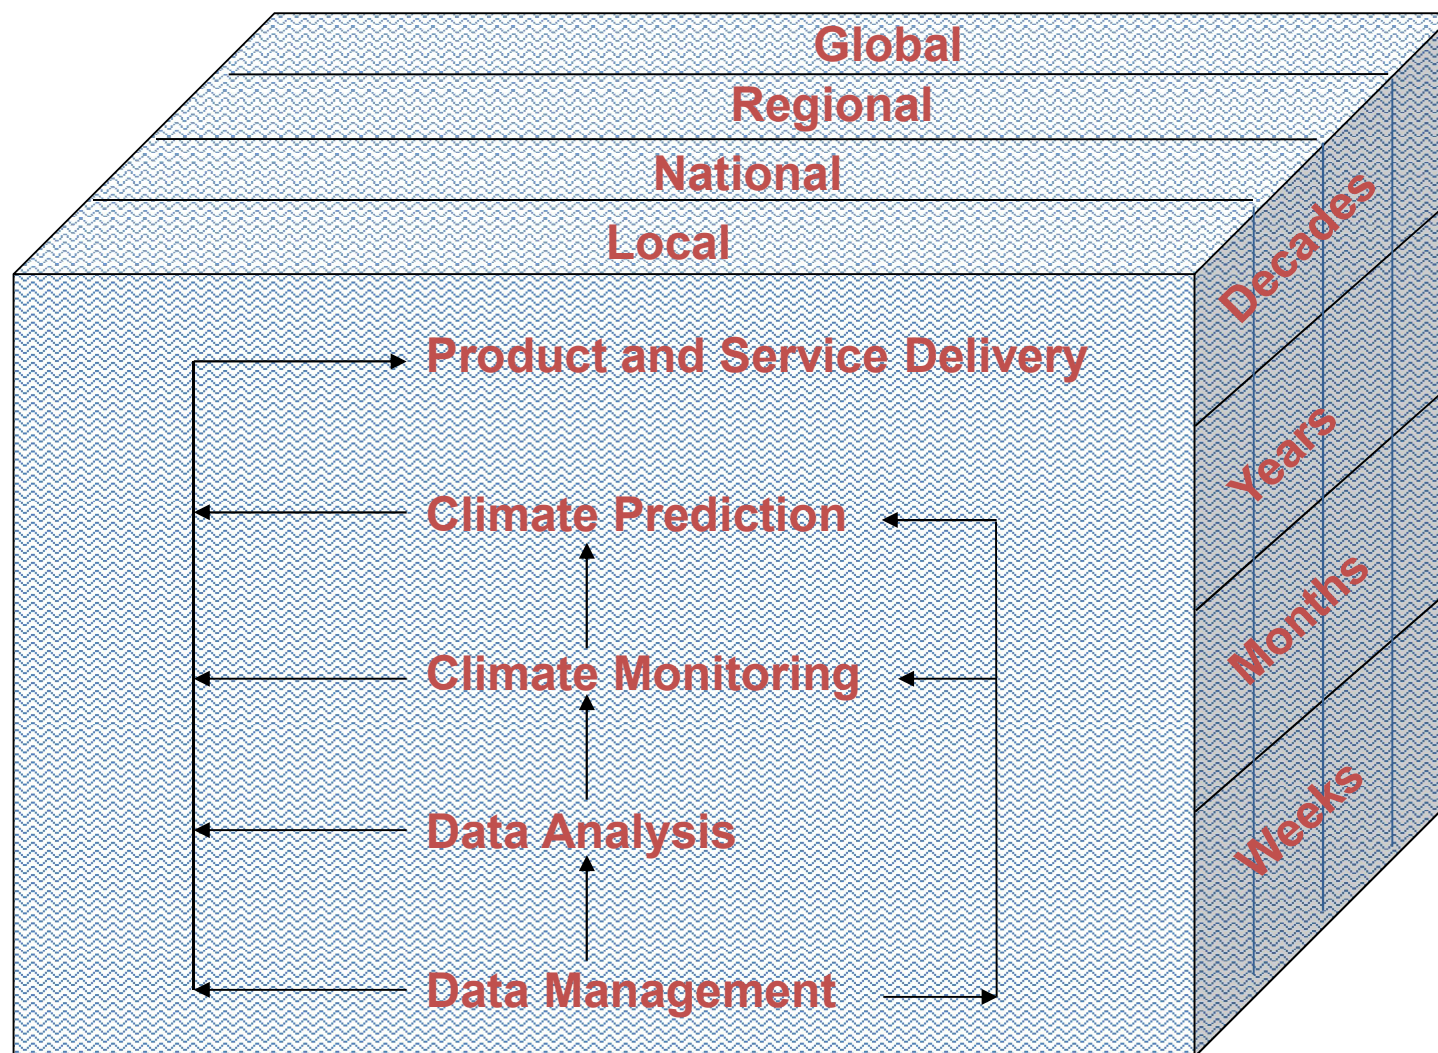 Global
Regional
National
Local
Product and Service Delivery
Climate Prediction
Climate Monitoring
Data Analysis
Data Management
Decades
Years
Months
Weeks